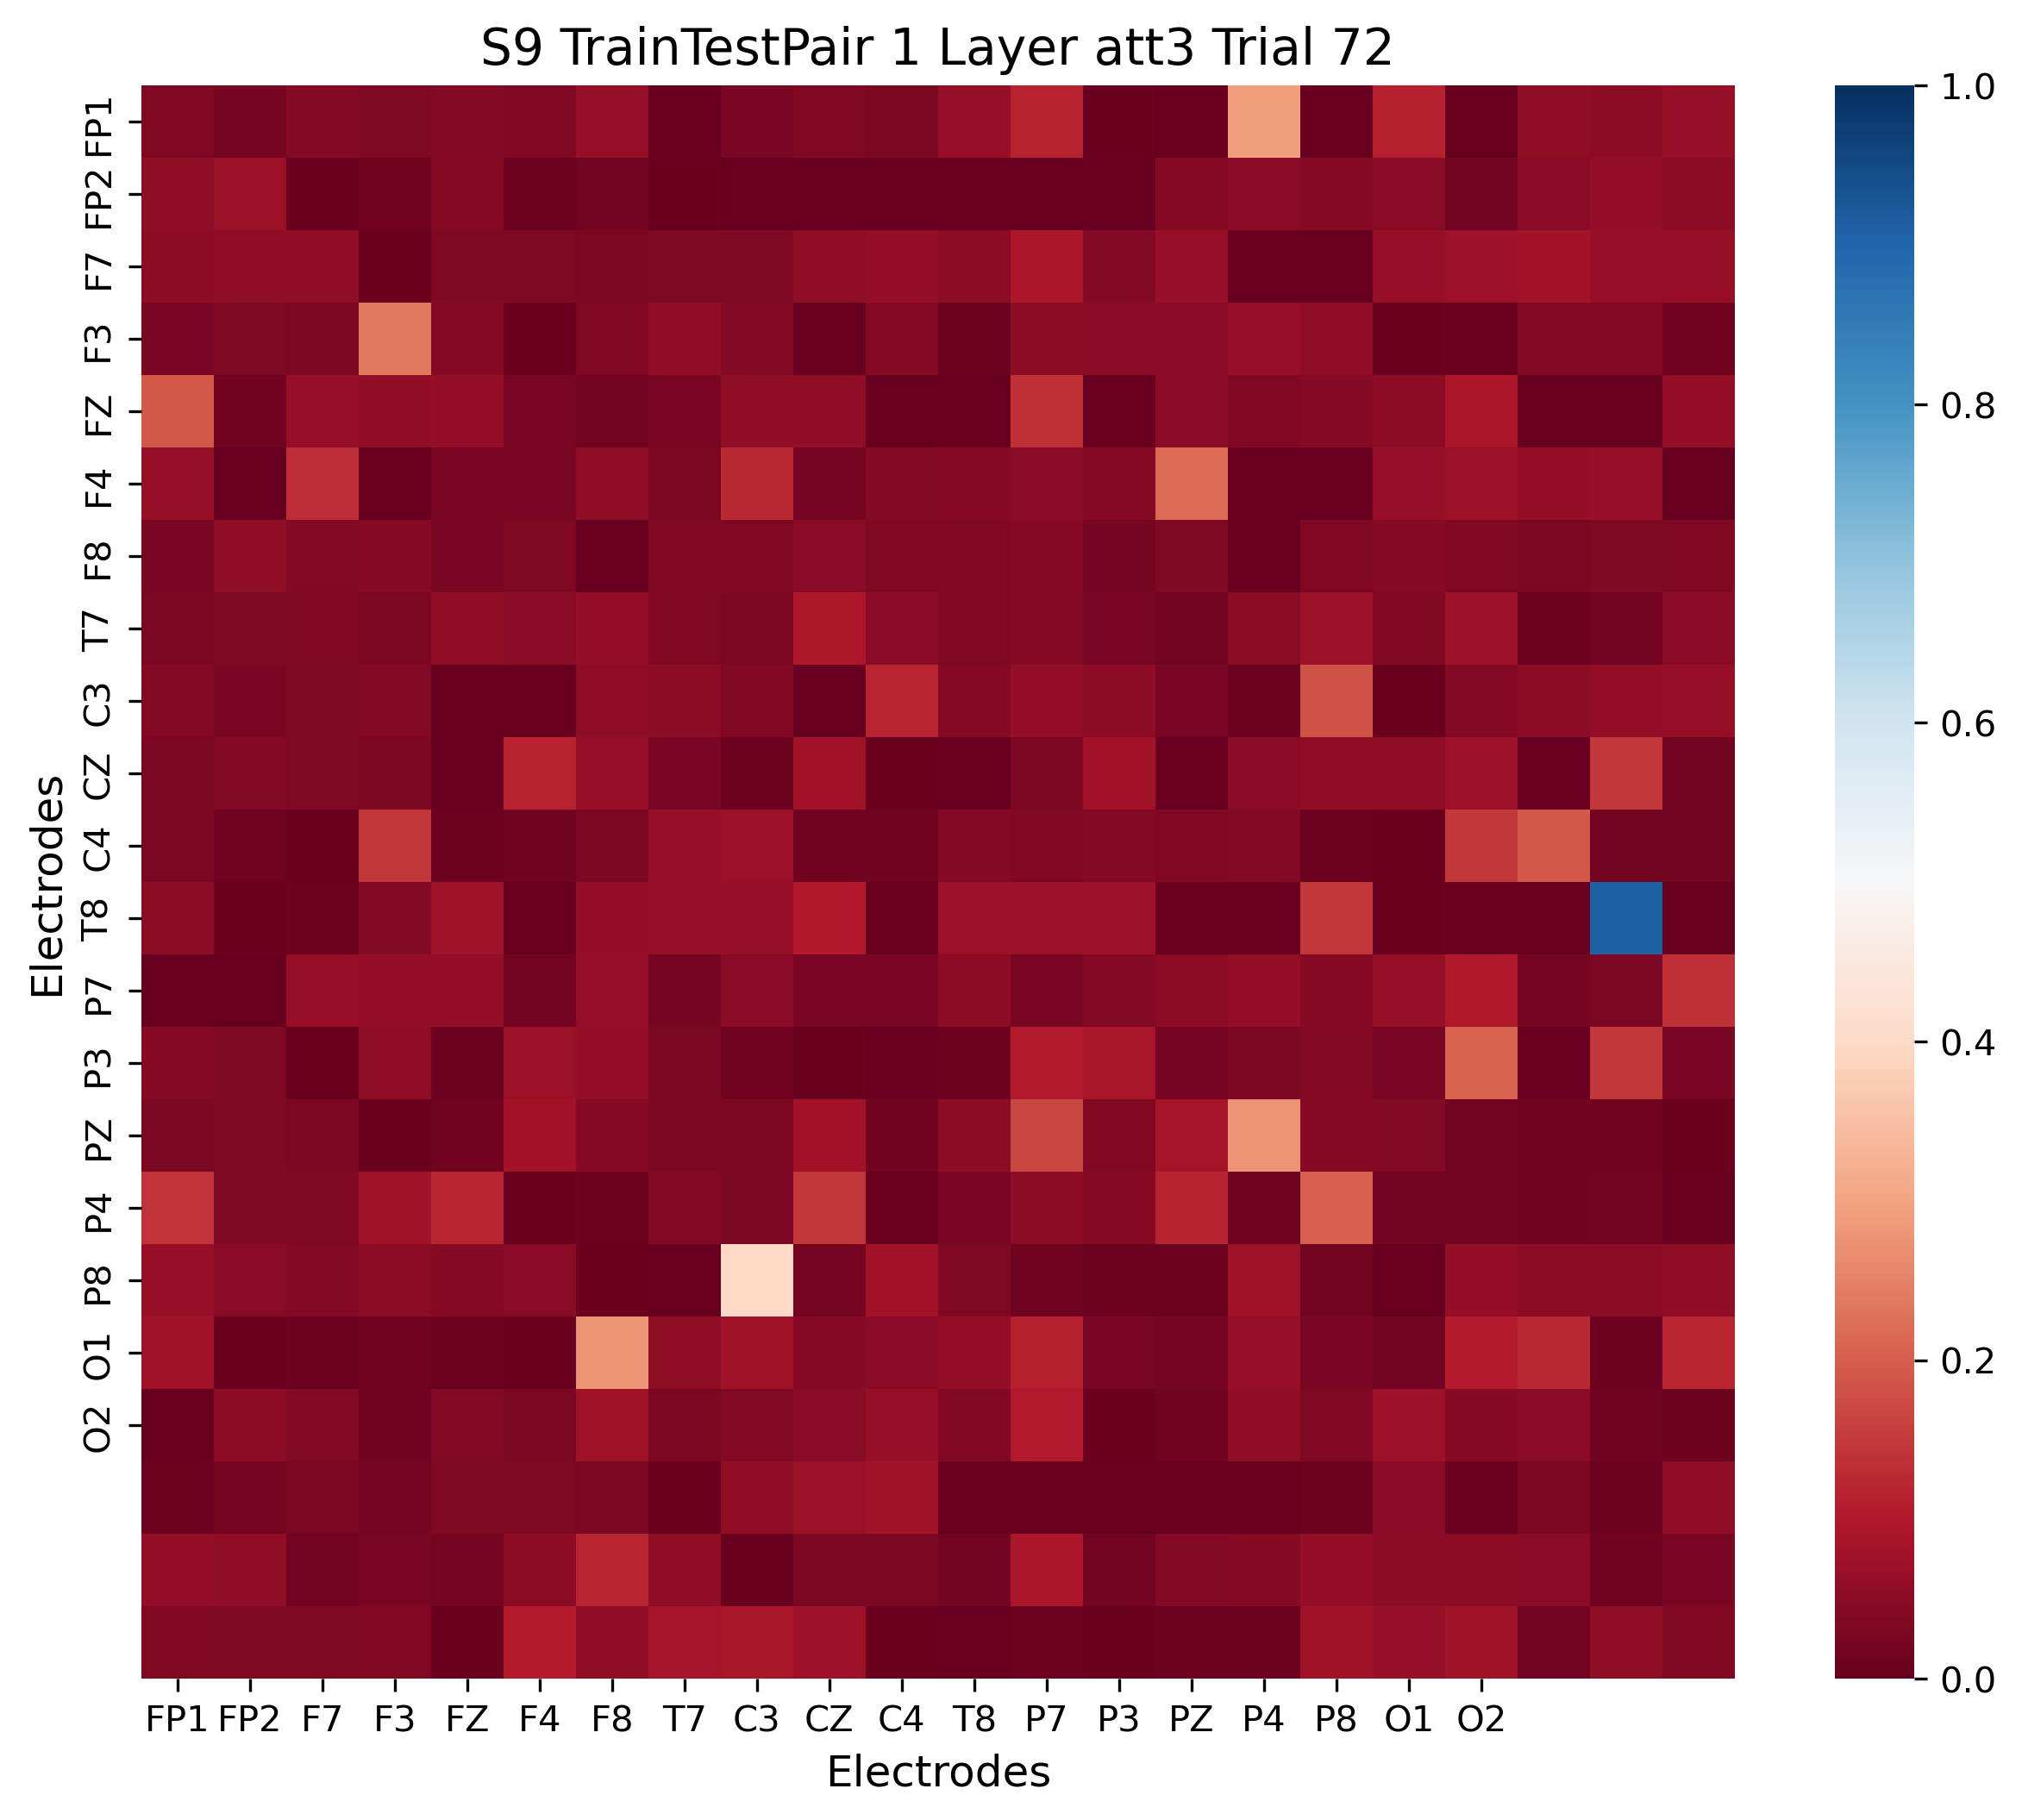 S9 TrainTestPair 1 Layer att3 Trial 72
Electrodes
FP1
FP2
F7
F3
FZ
F4
F8
T7
C3
CZ
C4
T8
P7
P3
PZ
P4
P8
O1
O2
FP1 FP2 F7 F3 FZ F4 F8 T7 C3 CZ C4 T8 P7 P3 PZ P4 P8 O1 O2
Electrodes
1.0
0.8
0.6
0.4
0.2
0.0